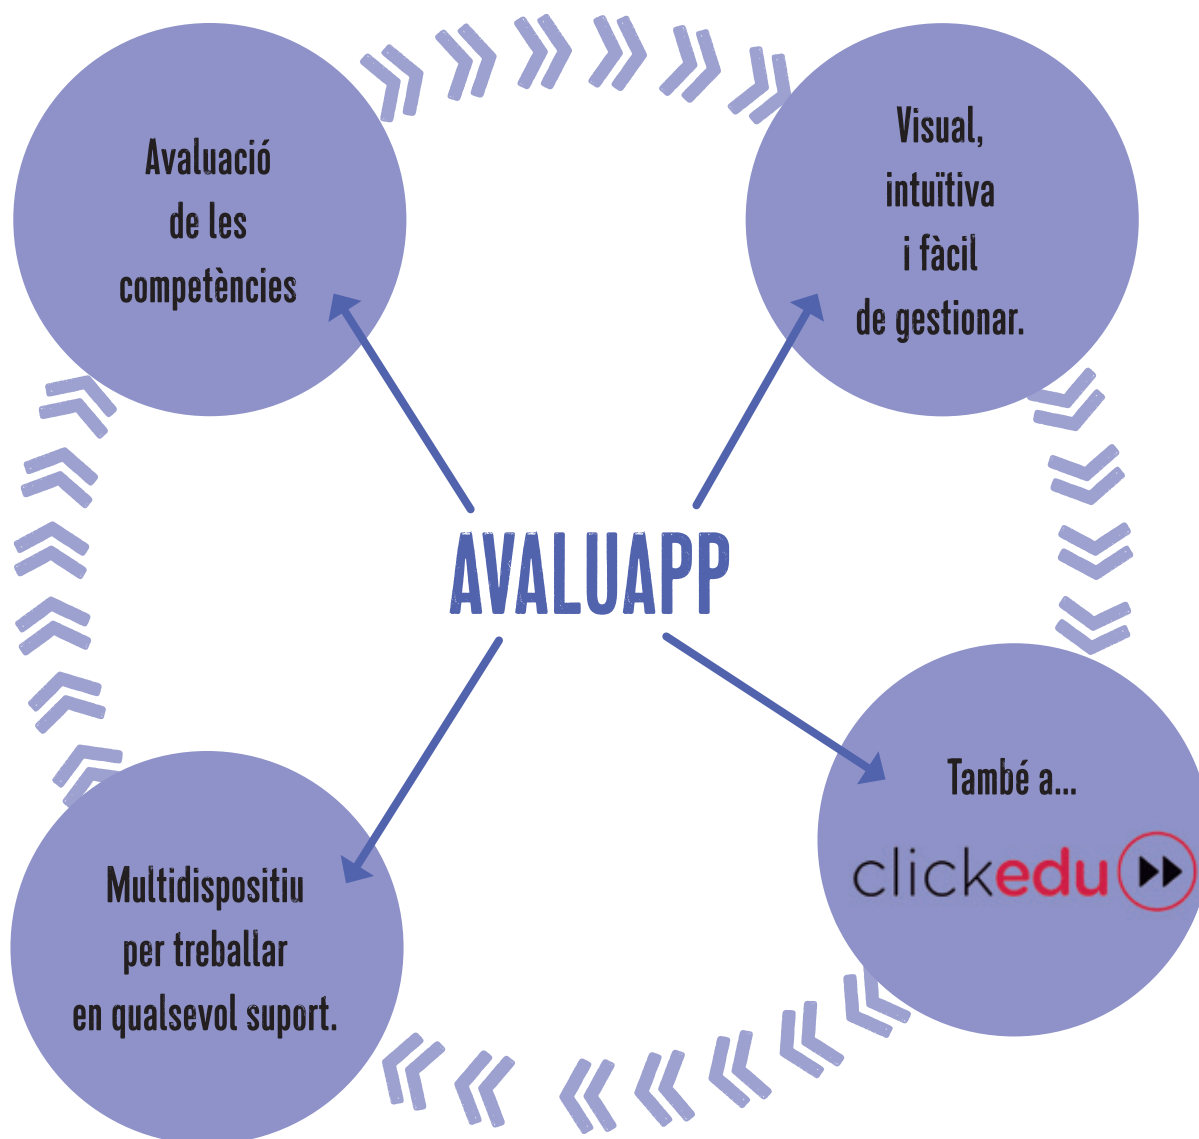 Avaluació
de les
competències
Visual,
intuïtiva
i fàcil
de gestionar.
AVALUAPP
També a...
clickedu
Multidispositiu
per treballar
en qualsevol suport.